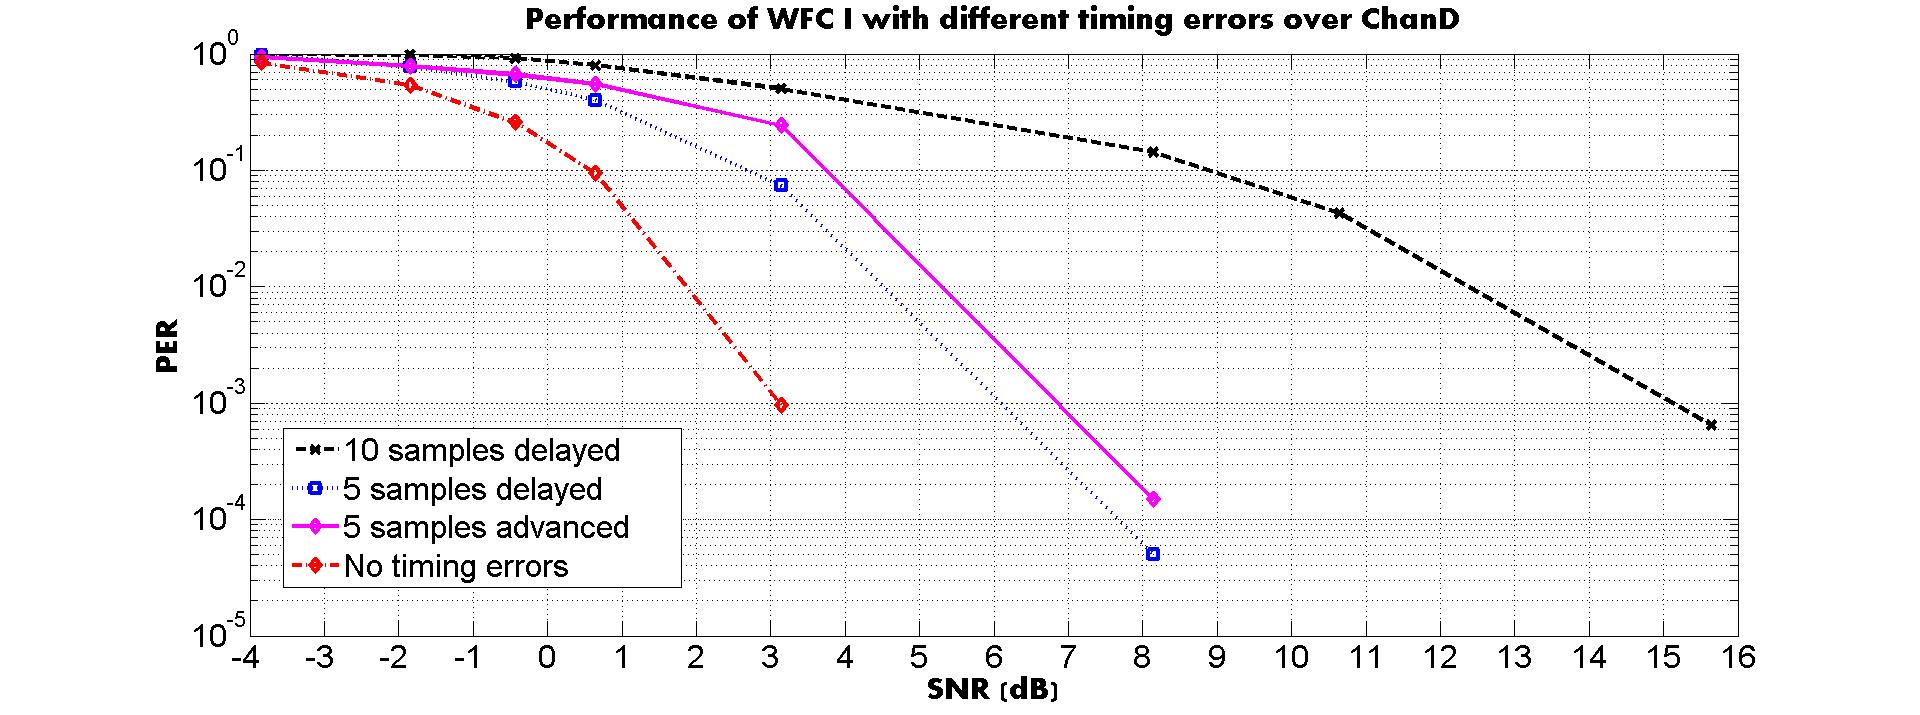 Performance of WFC I with different timing errors over ChanD
10^0
10^-1
10^-2
10^-3
10^-4
10^-5
PER
10 samples delayed
5 samples delayed
5 samples advanced
No timing errors
-4 -3 -2 -1 0 1 2 3 4 5 6 7 8 9 10 11 12 13 14 15 16
SNR (dB)